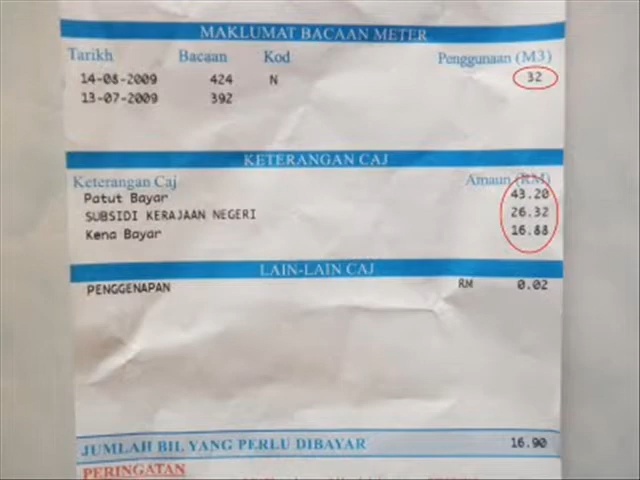 MAKLUMAT BACAAN METER
Tarikh Bacaan Kod Penggunaan (M3)
14-08-2009 424 N 32
13-07-2009 392
KETERANGAN CAJ
Keterangan Caj Amaun (RM)
Patut Bayar 43.20
SUBSIDI KERAJAAN NEGERI 26.32
Kena Bayar 16.88
LAIN-LAIN CAJ
PENGGENAPAN RM 0.02
JUMLAH BIL YANG PERLU DIBAYAR 16.90
PERINGATAN